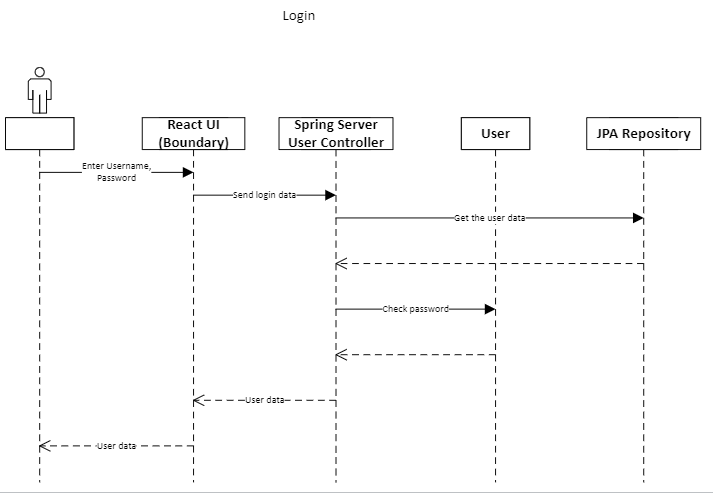 Login
React UI
(Boundary)
Spring Server
User Controller
User
JPA Repository
Enter Username,
Password
Send login data
Get the user data
Check password
User data
User data